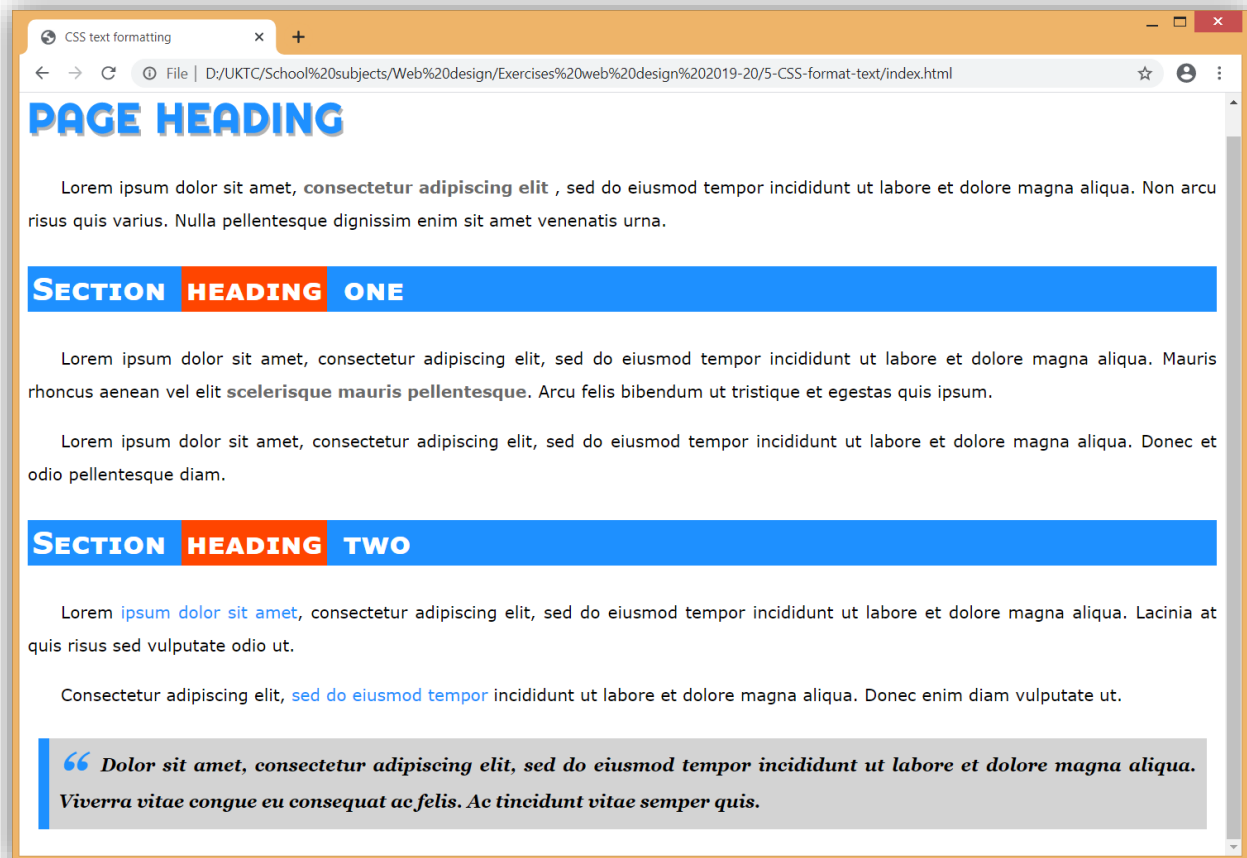 CSS text formatting
File | D:/UKTC/School%20subjects/Web%20design/Exercises%20web%20design%202019-20/5-CSS-format-text/index.html
PAGE HEADING
Lorem ipsum dolor sit amet, consectetur adipiscing elit , sed do eiusmod tempor incididunt ut labore et dolore magna aliqua. Non arcu
risus quis varius. Nulla pellentesque dignissim enim sit amet venenatis urna.
Section heading one
Lorem ipsum dolor sit amet, consectetur adipiscing elit, sed do eiusmod tempor incididunt ut labore et dolore magna aliqua. Mauris
rhoncus aenean vel elit scelerisque mauris pellentesque. Arcu felis bibendum ut tristique et egestas quis ipsum.
Lorem ipsum dolor sit amet, consectetur adipiscing elit, sed do eiusmod tempor incididunt ut labore et dolore magna aliqua. Donec et
odio pellentesque diam.
Section heading two
Lorem ipsum dolor sit amet, consectetur adipiscing elit, sed do eiusmod tempor incididunt ut labore et dolore magna aliqua. Lacinia at
quis risus sed vulputate odio ut.
Consectetur adipiscing elit, sed do eiusmod tempor incididunt ut labore et dolore magna aliqua. Donec enim diam vulputate ut.
“ Dolor sit amet, consectetur adipiscing elit, sed do eiusmod tempor incididunt ut labore et dolore magna aliqua.
Viverra vitae congue eu consequat ac felis. Ac tincidunt vitae semper quis.